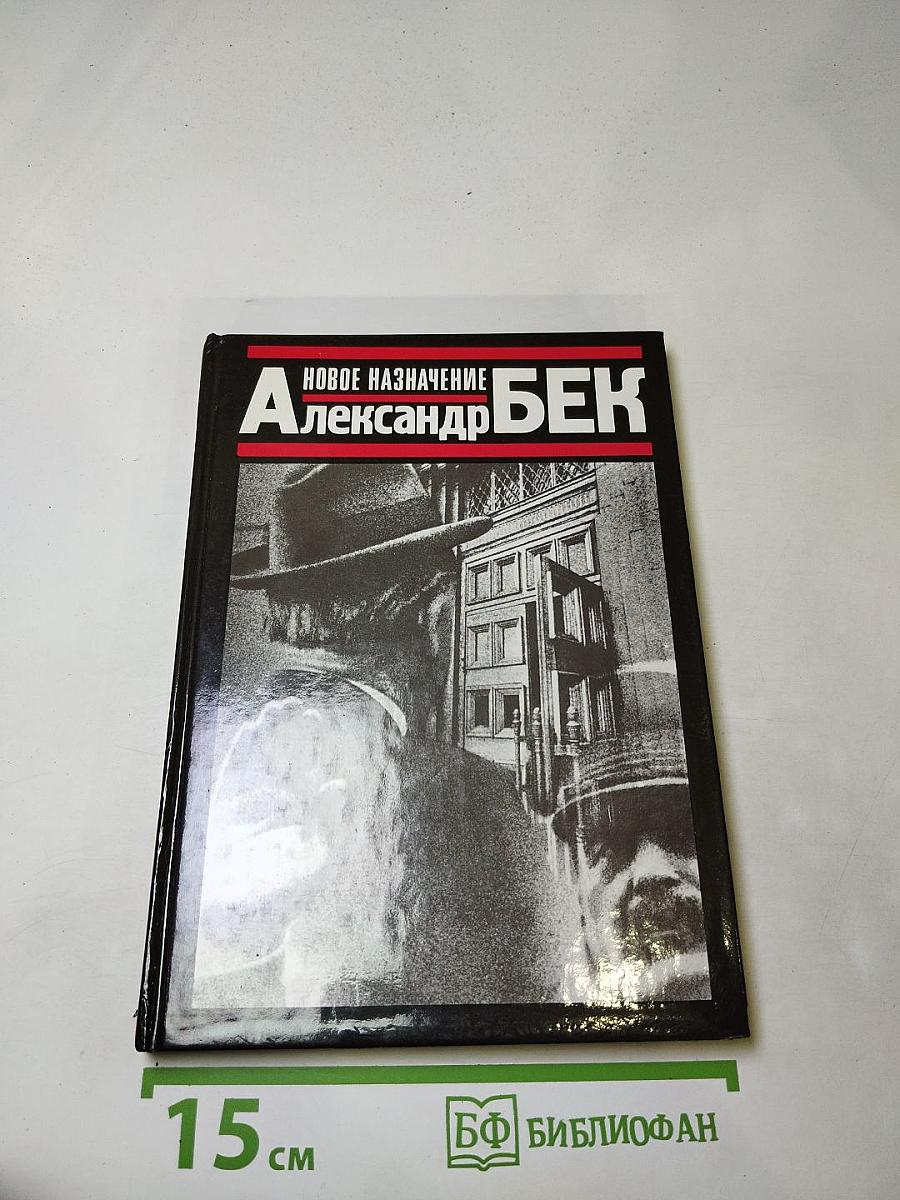 НОВОЕ НАЗНАЧЕНИЕ
Александр БЕК
15 см
БФ БИБЛИОФАН